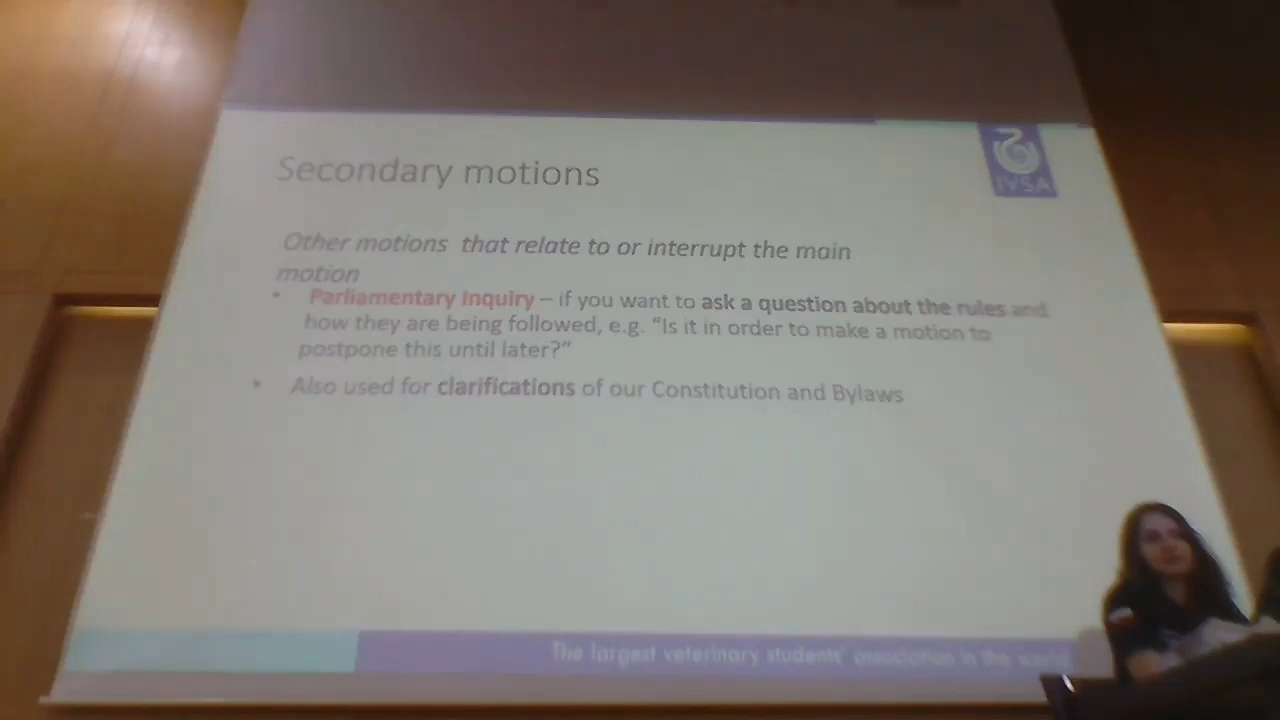 Secondary motions
IVSA
Other motions that relate to or interrupt the main
motion
• Parliamentary Inquiry – if you want to ask a question about the rules and
how they are being followed, e.g. “Is it in order to make a motion to
postpone this until later?”
• Also used for clarifications of our Constitution and Bylaws
The largest veterinary students' association in the world